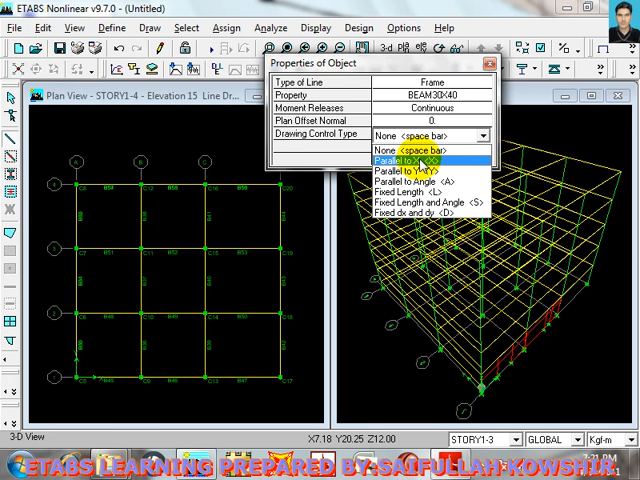 ETABS Nonlinear v9.7.0 - (Untitled)
File Edit View Define Draw Select Assign Analyze Display Design Options Help
3-d
Plan View - STORY1-4 - Elevation 15 Line Dr
Properties of Object
Type of Line Frame
Property BEAM30X40
Moment Releases Continuous
Plan Offset Normal 0.
Drawing Control Type None <space bar>
None <space bar>
Parallel to X <X>
Parallel to Y <Y>
Parallel to Angle <A>
Fixed Length <L>
Fixed Length and Angle <S>
Fixed dx and dy <D>
A B C
3-D View X7.18 Y20.25 Z12.00 STORY1-3 GLOBAL Kgf-m
7:21 PM
ETABS LEARNING PREPARED BY SAIFULLAH KOWSHIR